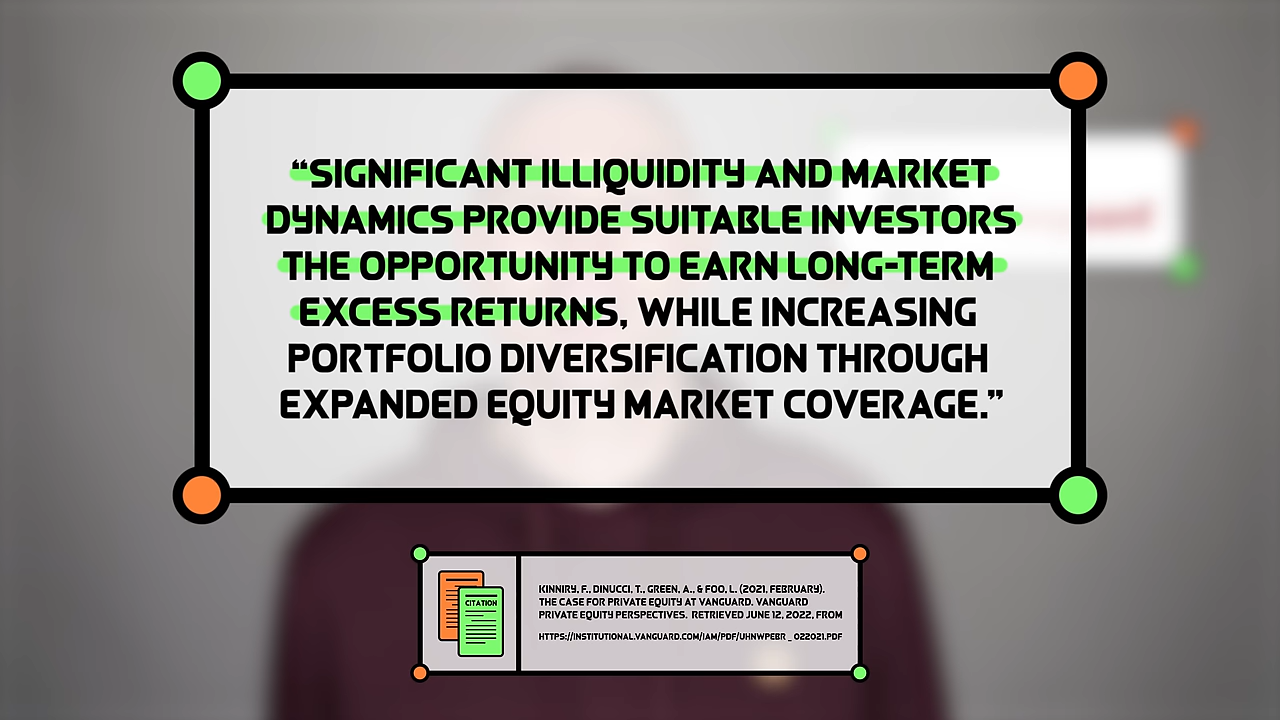 “SIGNIFICANT ILLIQUIDITY AND MARKET
DYNAMICS PROVIDE SUITABLE INVESTORS
THE OPPORTUNITY TO EARN LONG-TERM
EXCESS RETURNS, WHILE INCREASING
PORTFOLIO DIVERSIFICATION THROUGH
EXPANDED EQUITY MARKET COVERAGE.”
CITATION
KINNIRY, F., DINUCCI, T., GREEN, A., & FOO, L. (2021, FEBRUARY).
THE CASE FOR PRIVATE EQUITY AT VANGUARD. VANGUARD
PRIVATE EQUITY PERSPECTIVES. RETRIEVED JUNE 12, 2022, FROM
HTTPS://INSTITUTIONAL.VANGUARD.COM/IAM/PDF/UHNWPEBR_022021.PDF